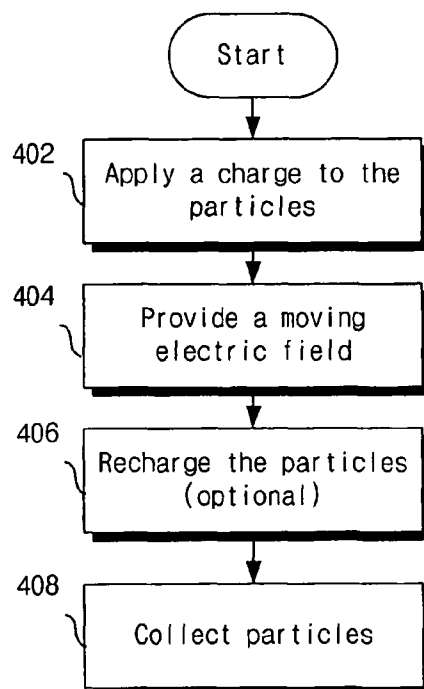 Start
402
Apply a charge to the
particles
404
Provide a moving
electric field
406
Recharge the particles
(optional)
408
Collect particles